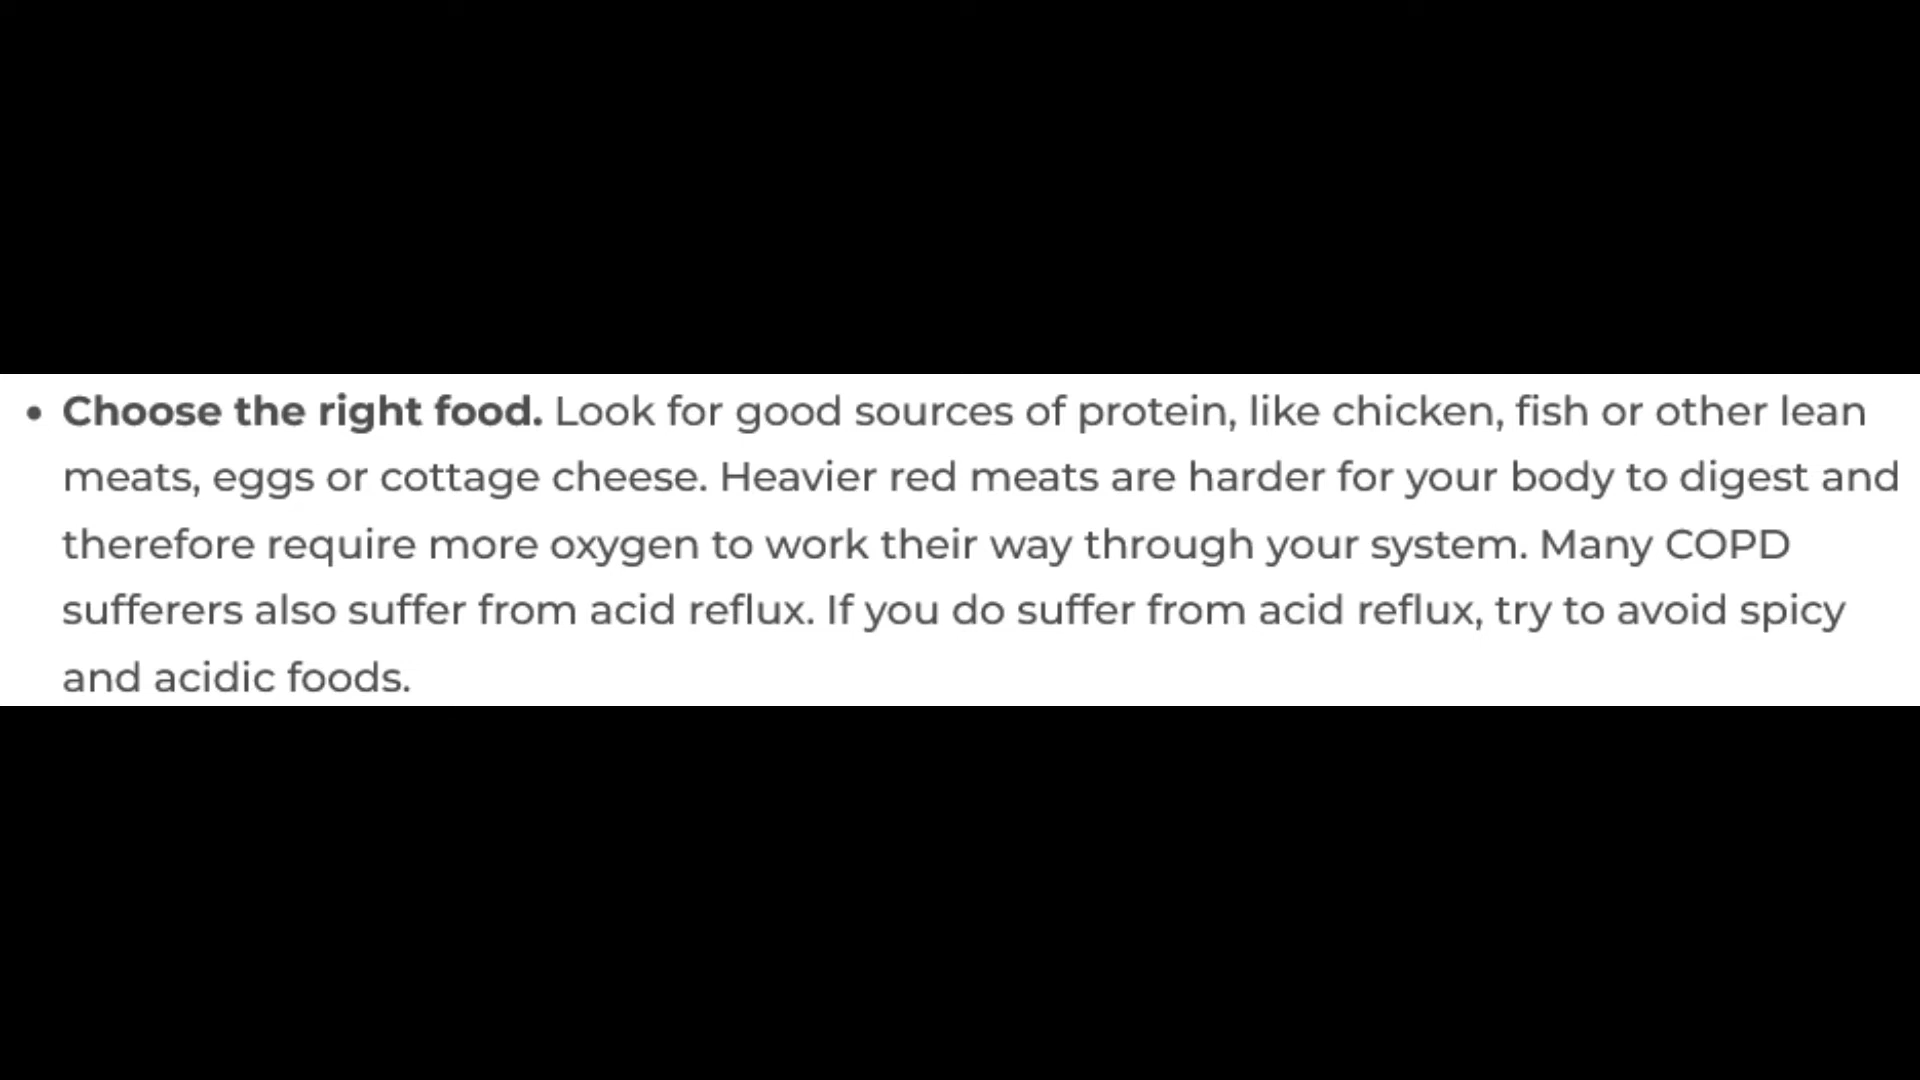 • Choose the right food. Look for good sources of protein, like chicken, fish or other lean
meats, eggs or cottage cheese. Heavier red meats are harder for your body to digest and
therefore require more oxygen to work their way through your system. Many COPD
sufferers also suffer from acid reflux. If you do suffer from acid reflux, try to avoid spicy
and acidic foods.